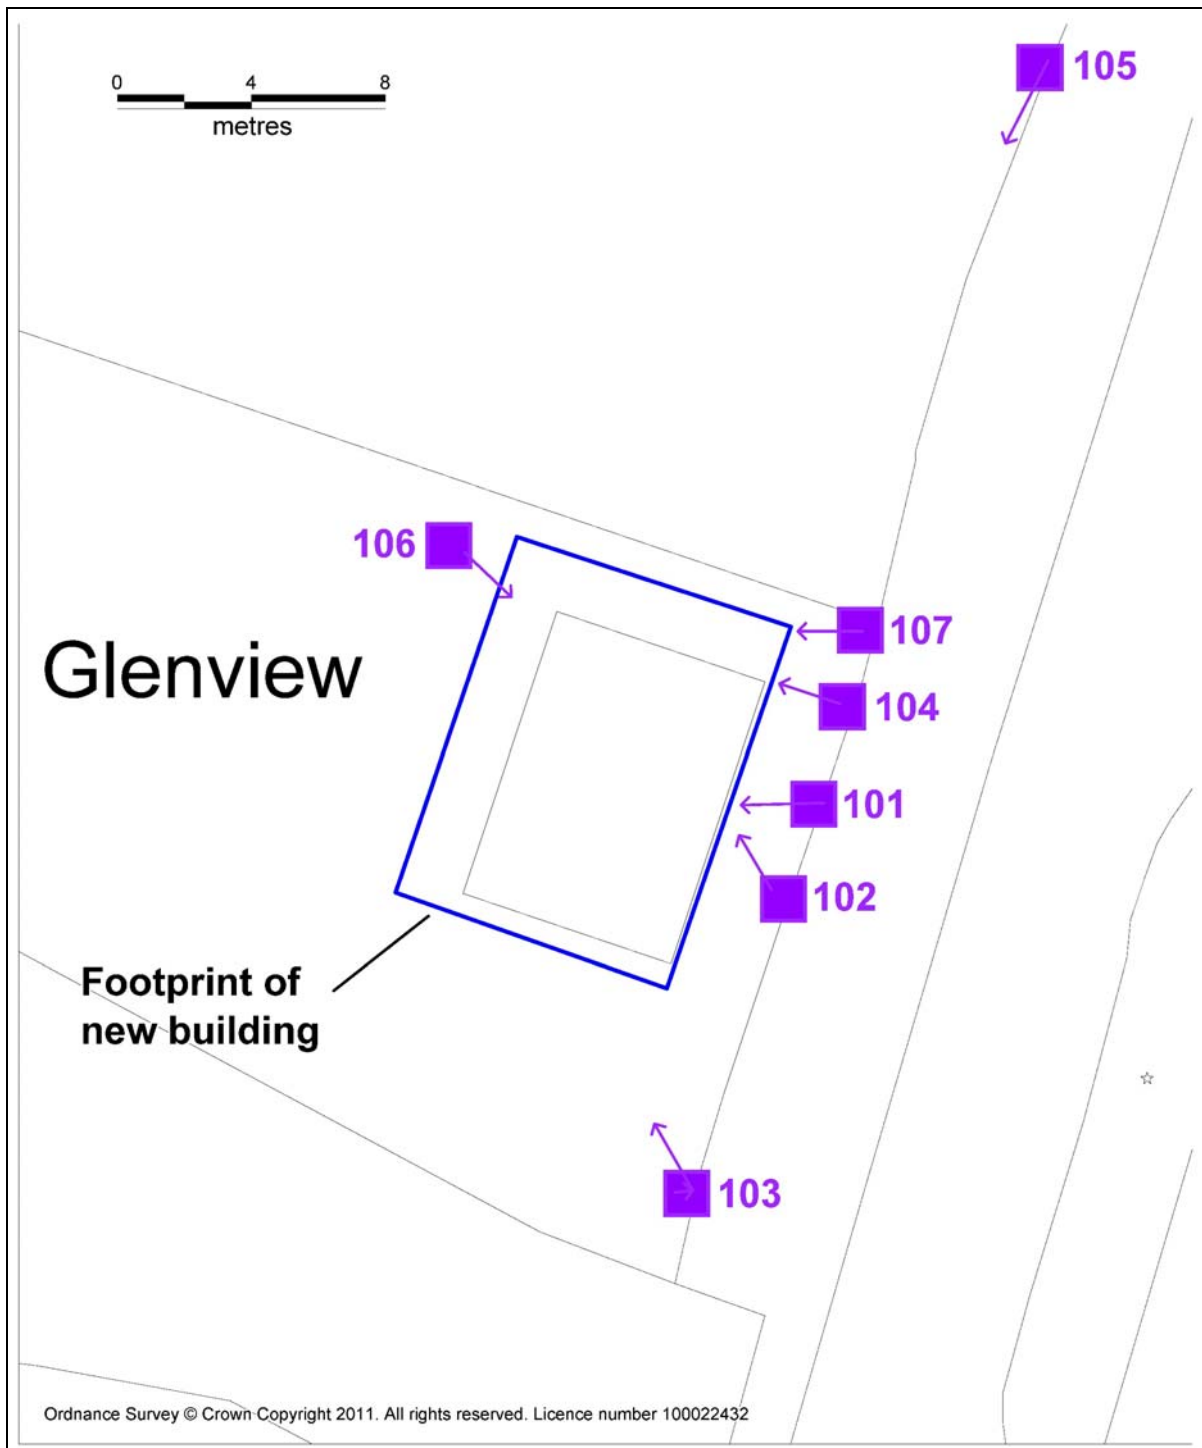 0 4 8
metres
105
106
107
Glenview
104
101
102
Footprint of
new building
103
Ordnance Survey © Crown Copyright 2011. All rights reserved. Licence number 100022432